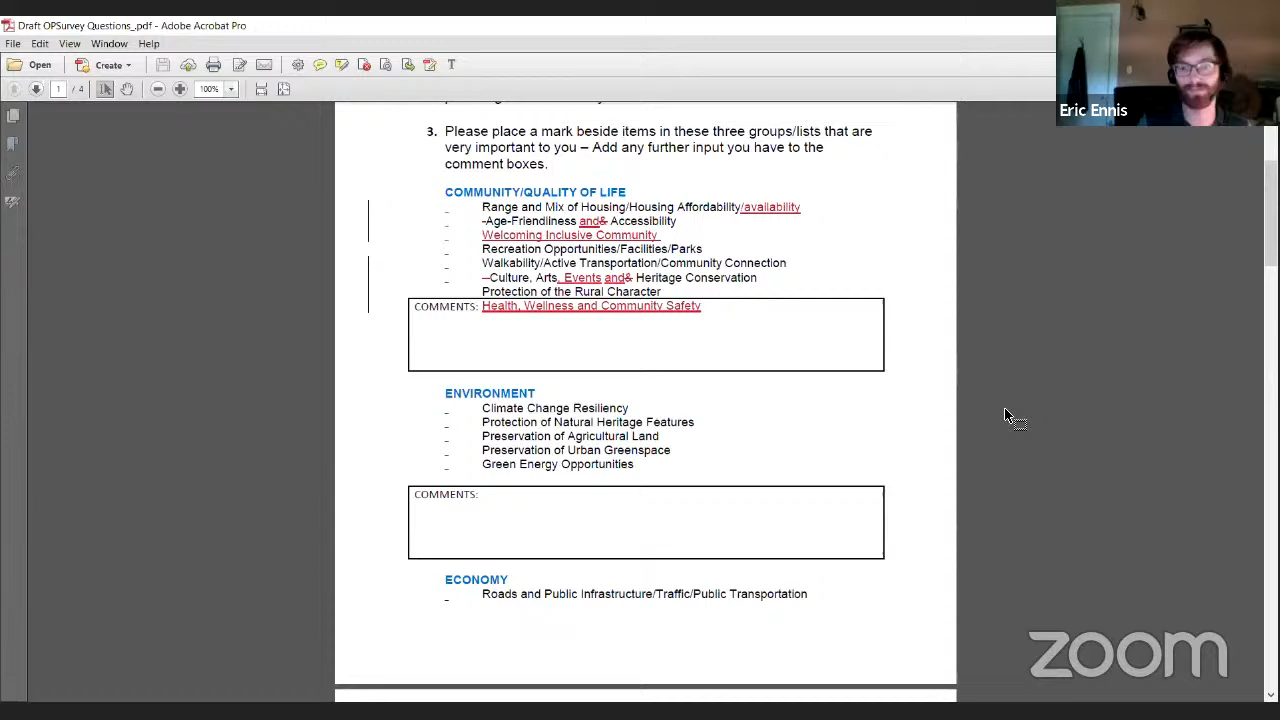 Draft OPSurvey Questions_.pdf - Adobe Acrobat Pro
File Edit View Window Help
Open Create
1 / 4 100%
Eric Ennis
3. Please place a mark beside items in these three groups/lists that are
very important to you – Add any further input you have to the
comment boxes.
COMMUNITY/QUALITY OF LIFE
_ Range and Mix of Housing/Housing Affordability/availability
_ -Age-Friendliness and& Accessibility
_ Welcoming Inclusive Community
_ Recreation Opportunities/Facilities/Parks
_ Walkability/Active Transportation/Community Connection
_ –Culture, Arts, Events and& Heritage Conservation
Protection of the Rural Character
COMMENTS: Health, Wellness and Community Safety
ENVIRONMENT
_ Climate Change Resiliency
_ Protection of Natural Heritage Features
_ Preservation of Agricultural Land
_ Preservation of Urban Greenspace
_ Green Energy Opportunities
COMMENTS:
ECONOMY
_ Roads and Public Infrastructure/Traffic/Public Transportation
zoom